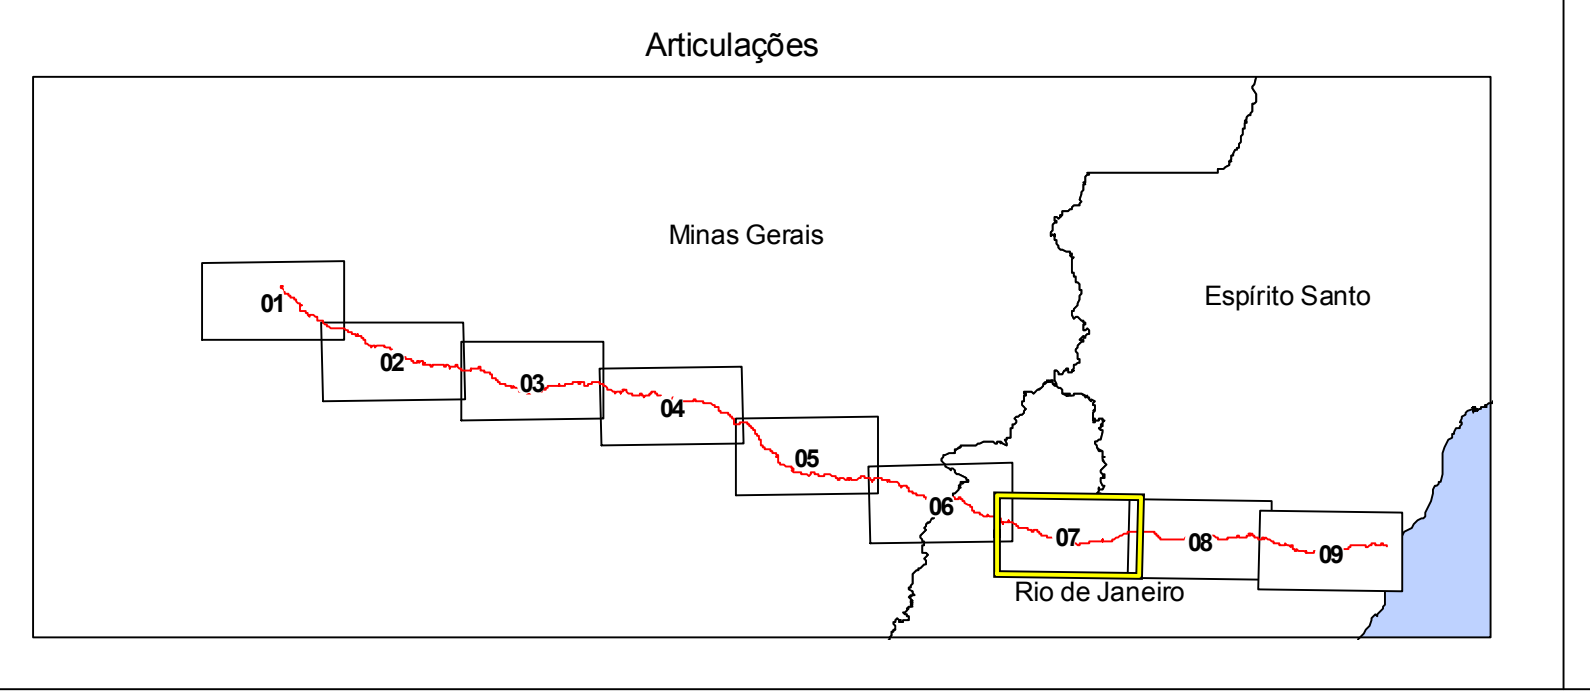 Articulações
Minas Gerais
Espírito Santo
01
02
03
04
05
06
07
08
09
Rio de Janeiro